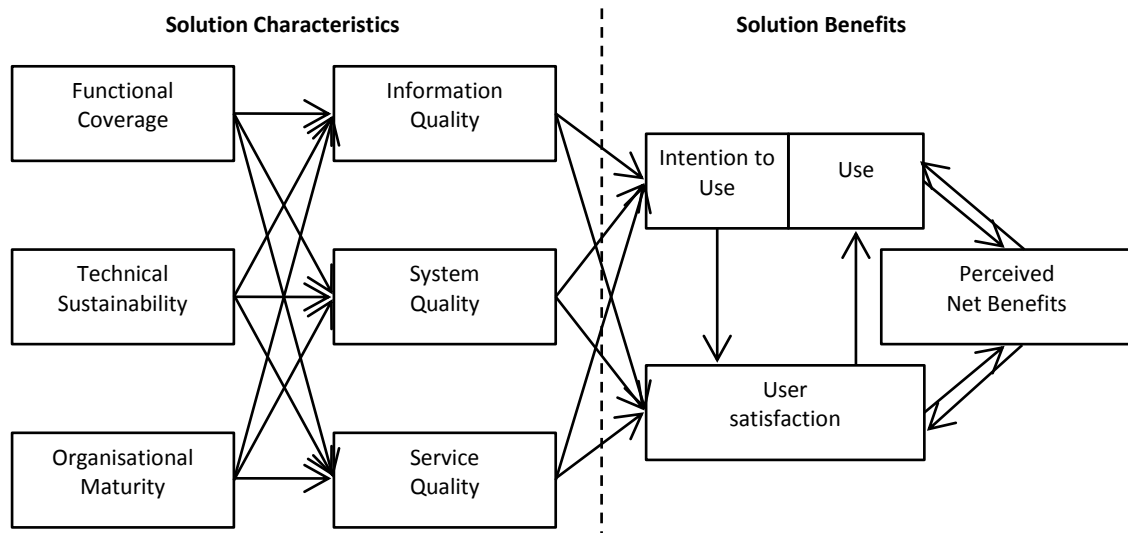 Solution Characteristics
Solution Benefits
Functional
Coverage
Information
Quality
Intention to
Use
Use
Technical
Sustainability
System
Quality
Perceived
Net Benefits
User
satisfaction
Organisational
Maturity
Service
Quality